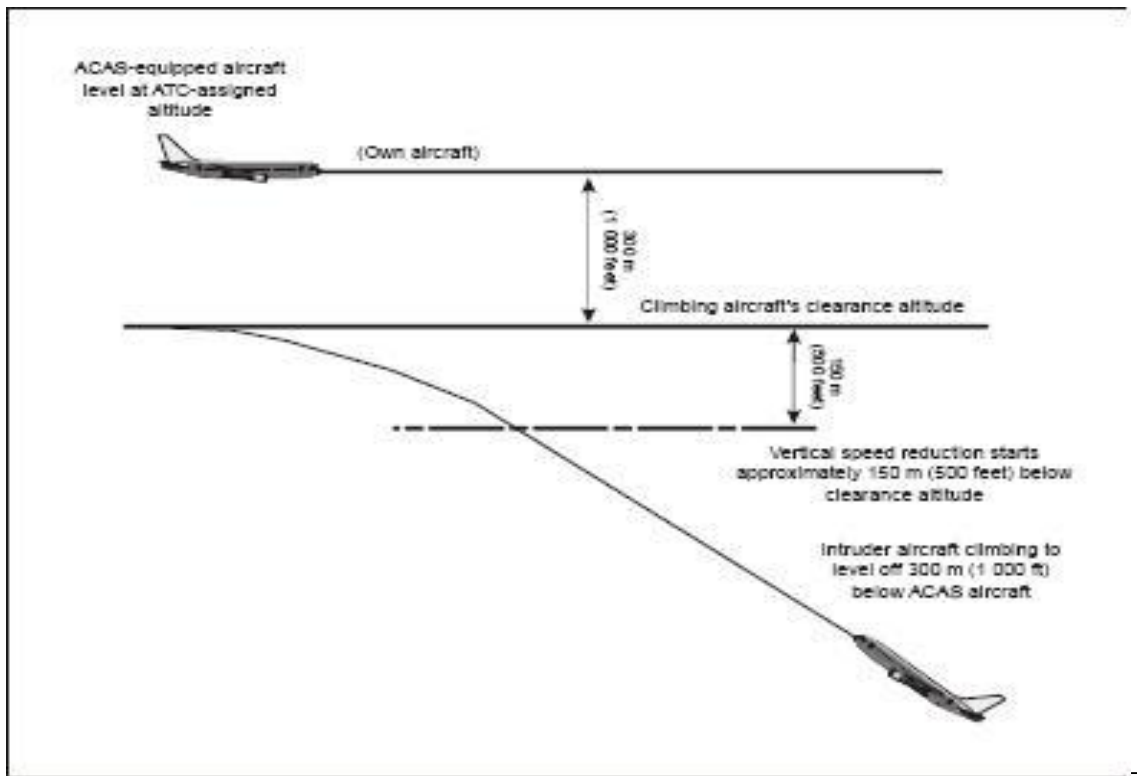 ACAS-equipped aircraft
level at ATC-assigned
altitude
(Own aircraft)
300 m
(1 000 feet)
Climbing aircraft's clearance altitude
150 m
(500 feet)
Vertical speed reduction starts
approximately 150 m (500 feet) below
clearance altitude
Intruder aircraft climbing to
level off 300 m (1 000 ft)
below ACAS aircraft